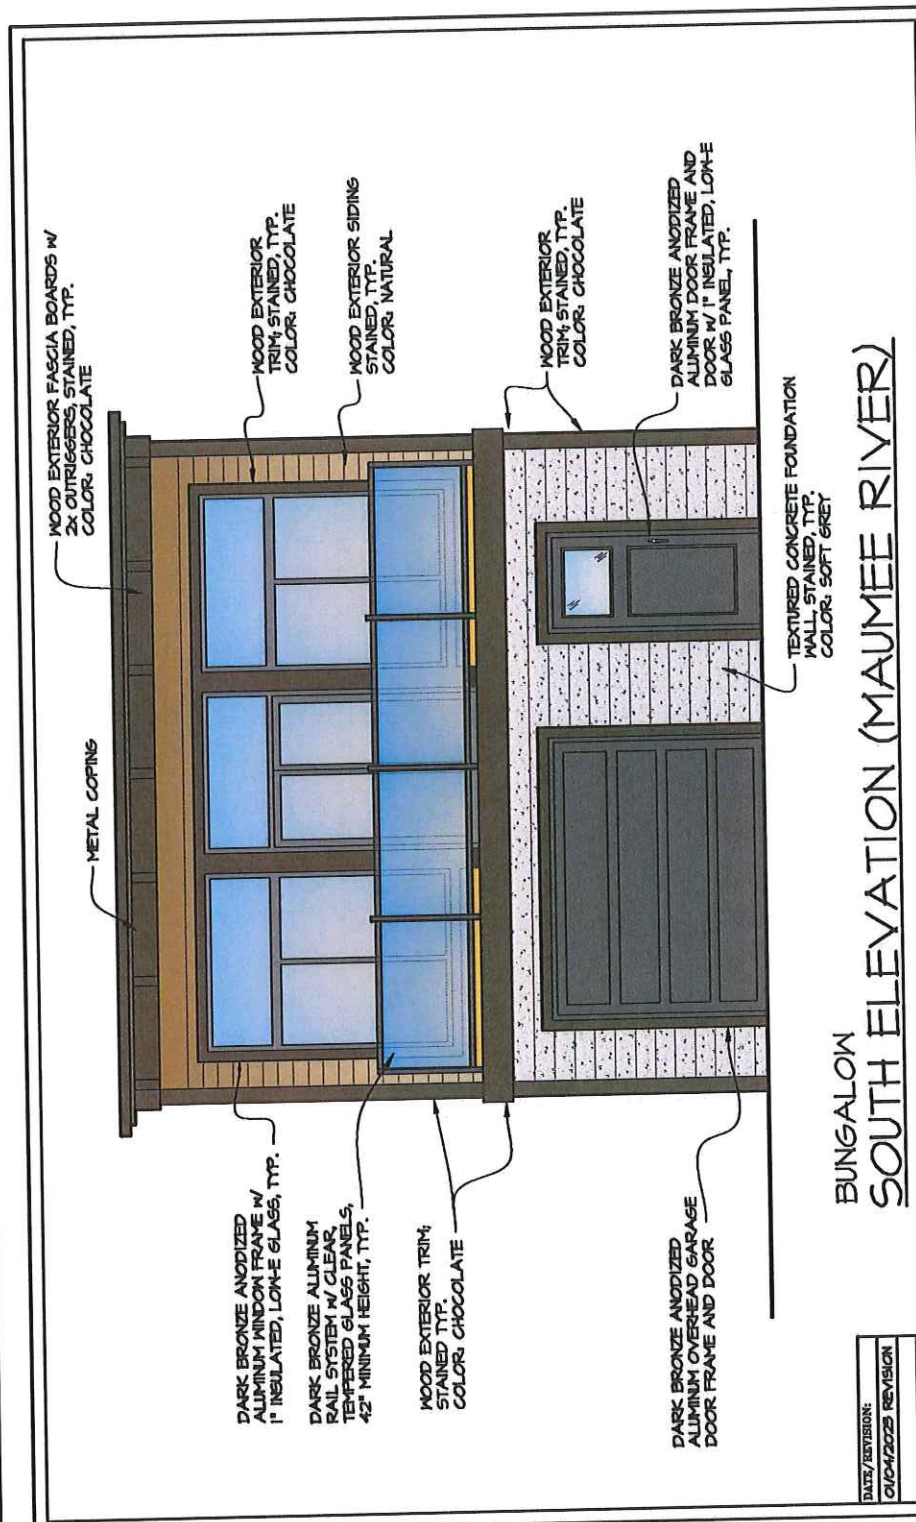 METAL COPING
WOOD EXTERIOR FASCIA BOARDS W/
2x OUTRIGGERS, STAINED, TYP.
COLOR: CHOCOLATE
DARK BRONZE ANODIZED
ALUMINUM WINDOW FRAME W/
1" INSULATED, LOW-E GLASS, TYP.
DARK BRONZE ALUMINUM
RAIL SYSTEM W/ CLEAR,
TEMPERED GLASS PANELS,
42" MINIMUM HEIGHT, TYP.
WOOD EXTERIOR TRIM;
STAINED TYP.
COLOR: CHOCOLATE
DARK BRONZE ANODIZED
ALUMINUM OVERHEAD GARAGE
DOOR FRAME AND DOOR
WOOD EXTERIOR
TRIM; STAINED, TYP.
COLOR: CHOCOLATE
WOOD EXTERIOR SIDING
STAINED, TYP.
COLOR: NATURAL
WOOD EXTERIOR
TRIM; STAINED, TYP.
COLOR: CHOCOLATE
DARK BRONZE ANODIZED
ALUMINUM DOOR FRAME AND
DOOR W/ 1" INSULATED, LOW-E
GLASS PANEL, TYP.
TEXTURED CONCRETE FOUNDATION
WALL, STAINED, TYP.
COLOR: SOFT GREY
BUNGALOW
SOUTH ELEVATION (MAUMEE RIVER)
DATE/REVISION:
01/04/2023 REVISION